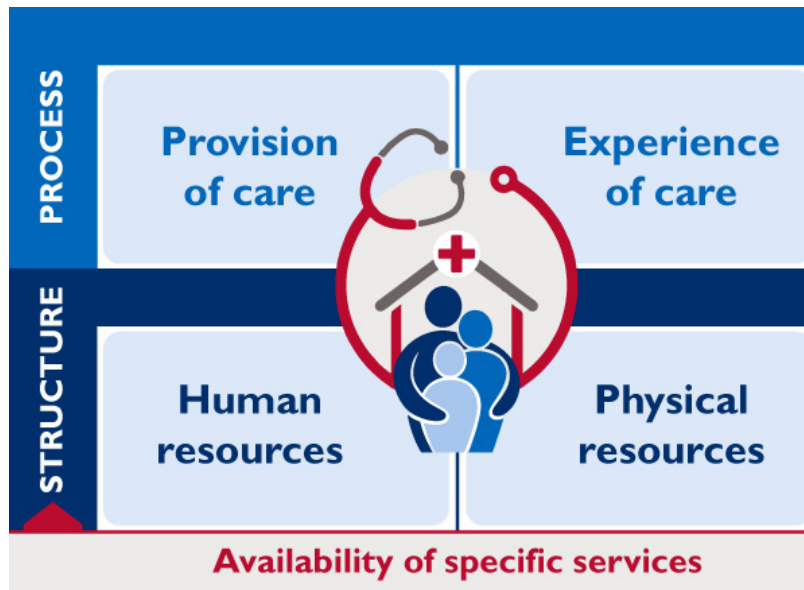 PROCESS
Provision
of care
Experience
of care
STRUCTURE
Human
resources
Physical
resources
Availability of specific services